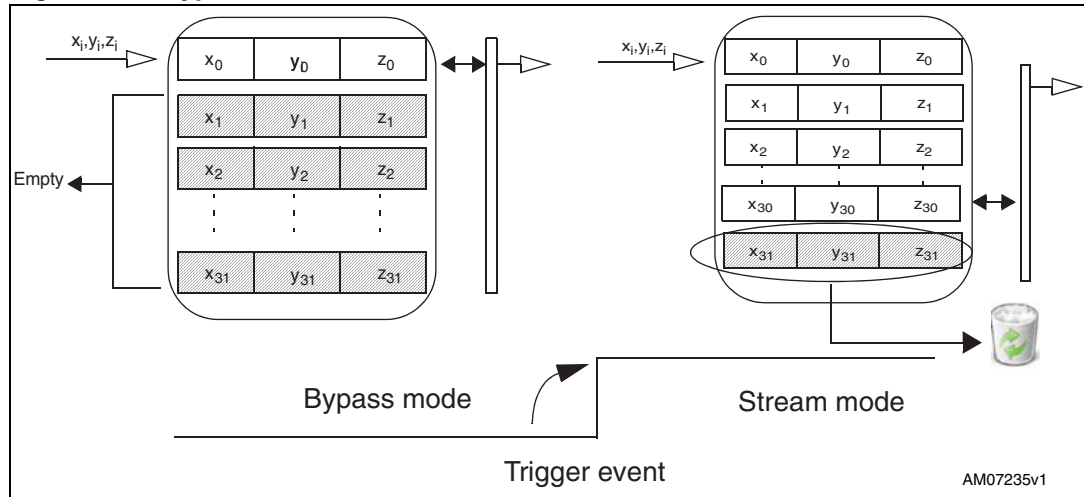 xi,yi,zi
x0 y0 z0
x1 y1 z1
x2 y2 z2
x31 y31 z31
Empty
xi,yi,zi
x0 y0 z0
x1 y1 z1
x2 y2 z2
x30 y30 z30
x31 y31 z31
Bypass mode
Stream mode
Trigger event
AM07235v1